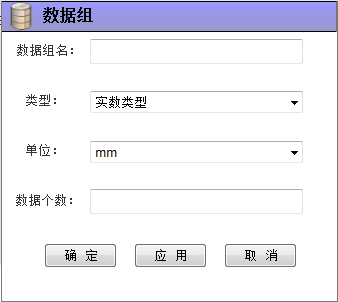 数据组
数据组名：
类型： 实数类型
单位： mm
数据个数：
确 定 应 用 取 消